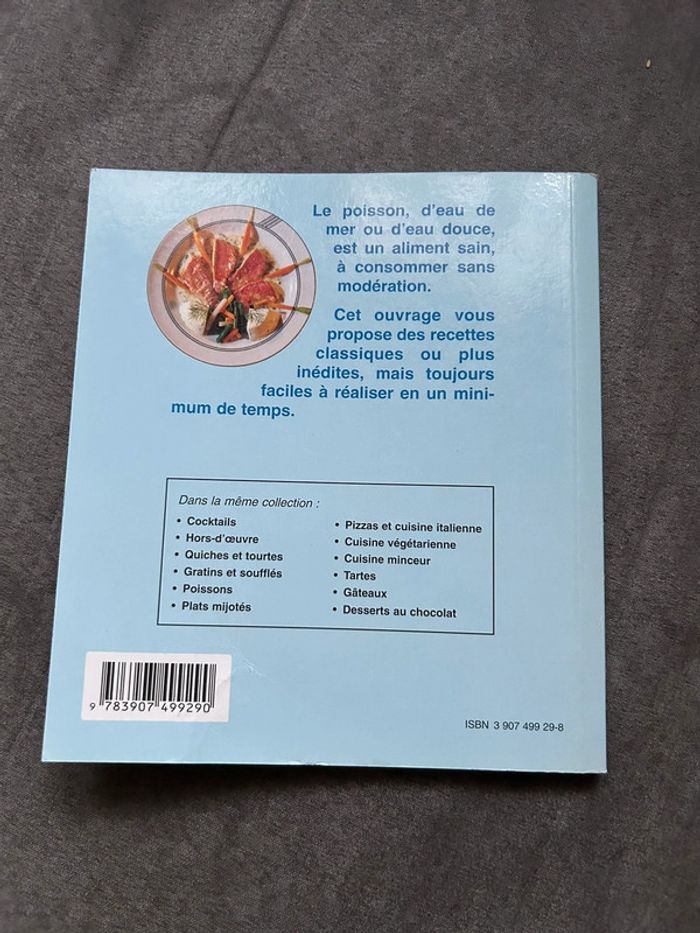 Le poisson, d'eau de
mer ou d'eau douce,
est un aliment sain,
à consommer sans
modération.
Cet ouvrage vous
propose des recettes
classiques ou plus
inédites, mais toujours
faciles à réaliser en un mini-
mum de temps.
Dans la même collection :
• Cocktails
• Hors-d'œuvre
• Quiches et tourtes
• Gratins et soufflés
• Poissons
• Plats mijotés
• Pizzas et cuisine italienne
• Cuisine végétarienne
• Cuisine minceur
• Tartes
• Gâteaux
• Desserts au chocolat
9 783907 499290
ISBN 3 907 499 29-8